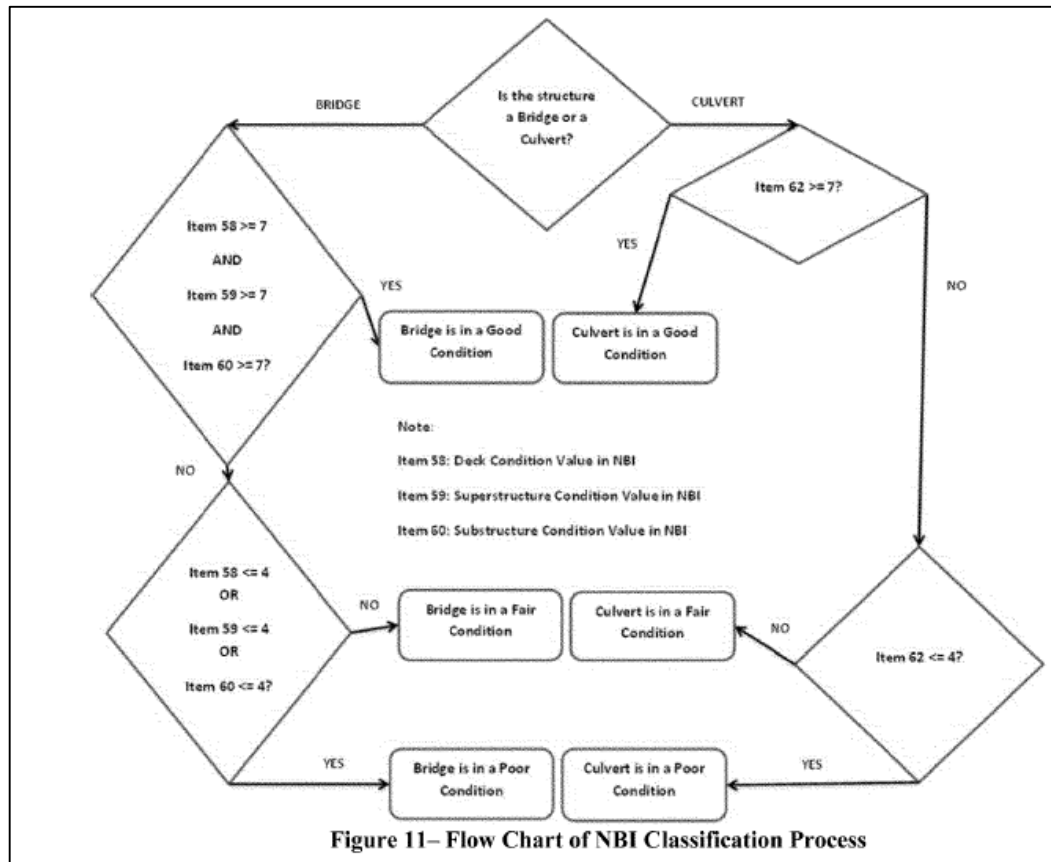 Is the structure
a Bridge or a
Culvert?
BRIDGE
CULVERT
Item 62 >= 7?
Item 58 >= 7
AND
Item 59 >= 7
AND
Item 60 >= 7?
YES
YES
NO
Bridge is in a Good
Condition
Culvert is in a Good
Condition
Note:
Item 58: Deck Condition Value in NBI
Item 59: Superstructure Condition Value in NBI
Item 60: Substructure Condition Value in NBI
NO
Item 58 <= 4
OR
Item 59 <= 4
OR
Item 60 <= 4?
NO
Bridge is in a Fair
Condition
Culvert is in a Fair
Condition
NO
Item 62 <= 4?
YES
Bridge is in a Poor
Condition
Culvert is in a Poor
Condition
YES
Figure 11– Flow Chart of NBI Classification Process